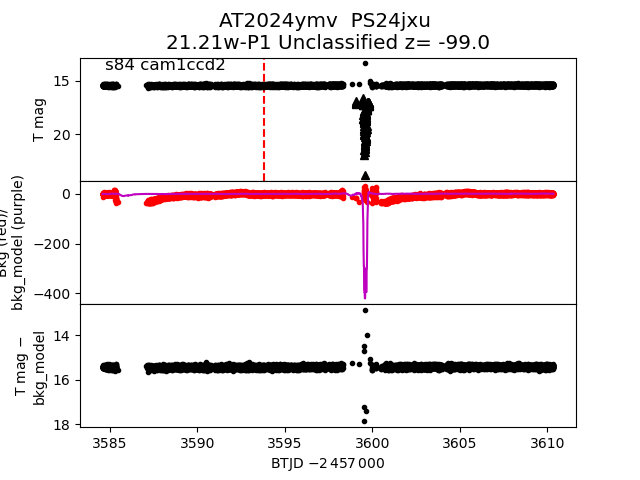 AT2024ymv  PS24jxu
21.21w-P1 Unclassified z= -99.0
s84 cam1ccd2
15
20
T mag
0
−200
−400
Bkg (red)/
bkg_model (purple)
14
16
18
T mag −
bkg_model
3585 3590 3595 3600 3605 3610
BTJD −2 457 000